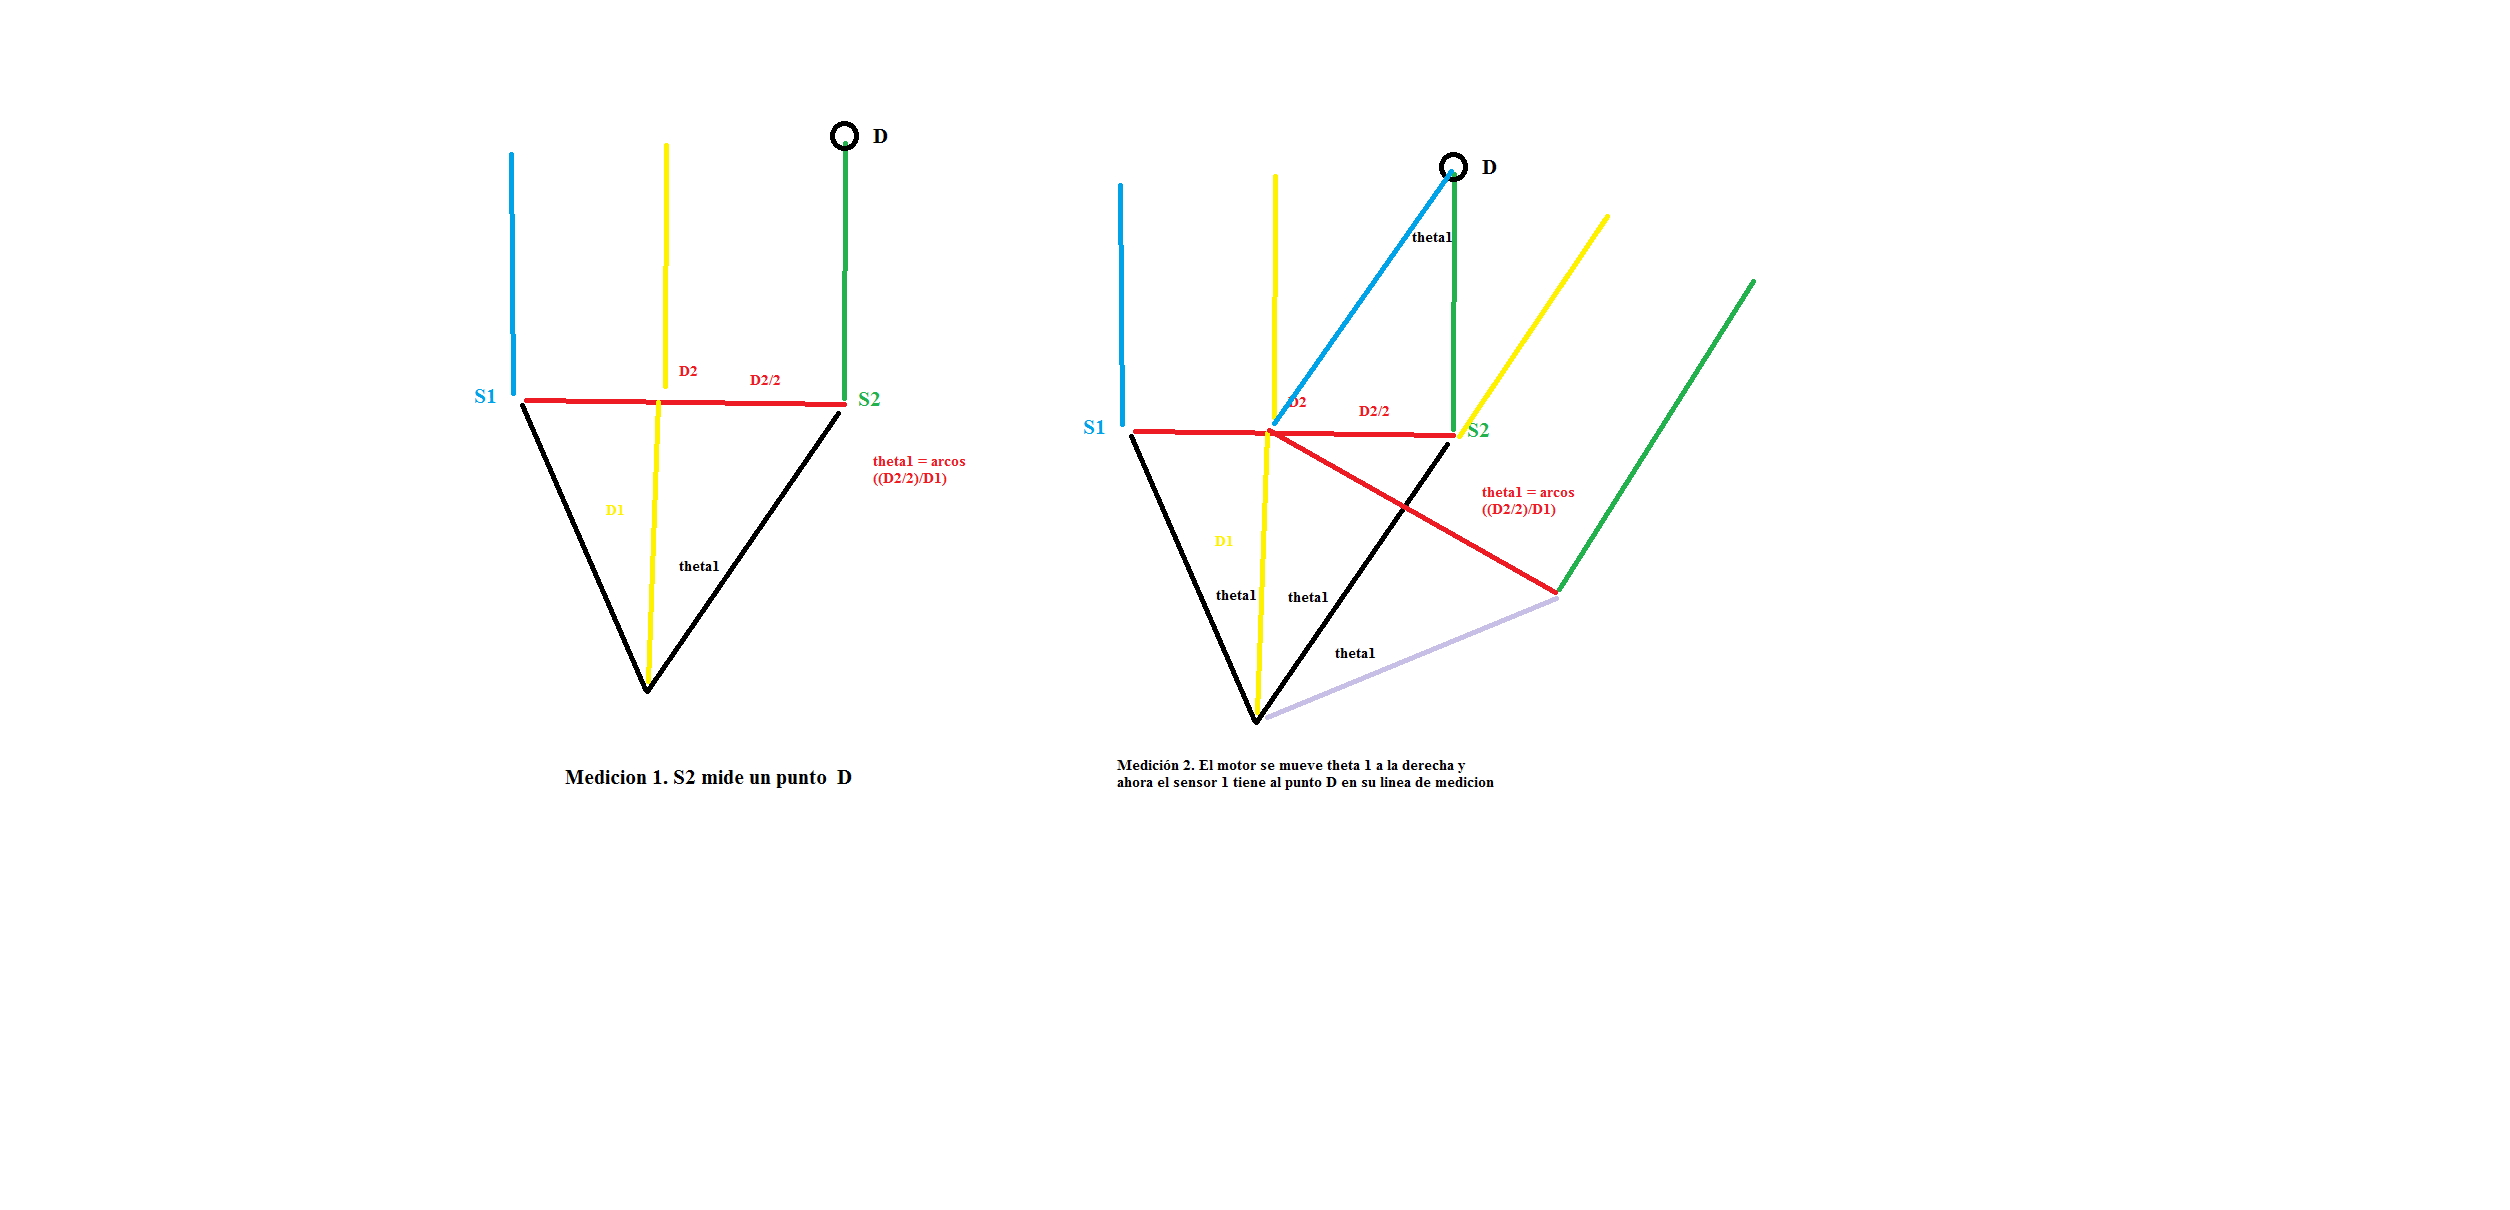 D
D2
D2/2
S1
S2
theta1 = arcos
((D2/2)/D1)
D1
theta1
Medicion 1. S2 mide un punto  D
D
theta1
D2
D2/2
S1
S2
theta1 = arcos
((D2/2)/D1)
D1
theta1
theta1
theta1
Medición 2. El motor se mueve theta 1 a la derecha y
ahora el sensor 1 tiene al punto D en su linea de medicion